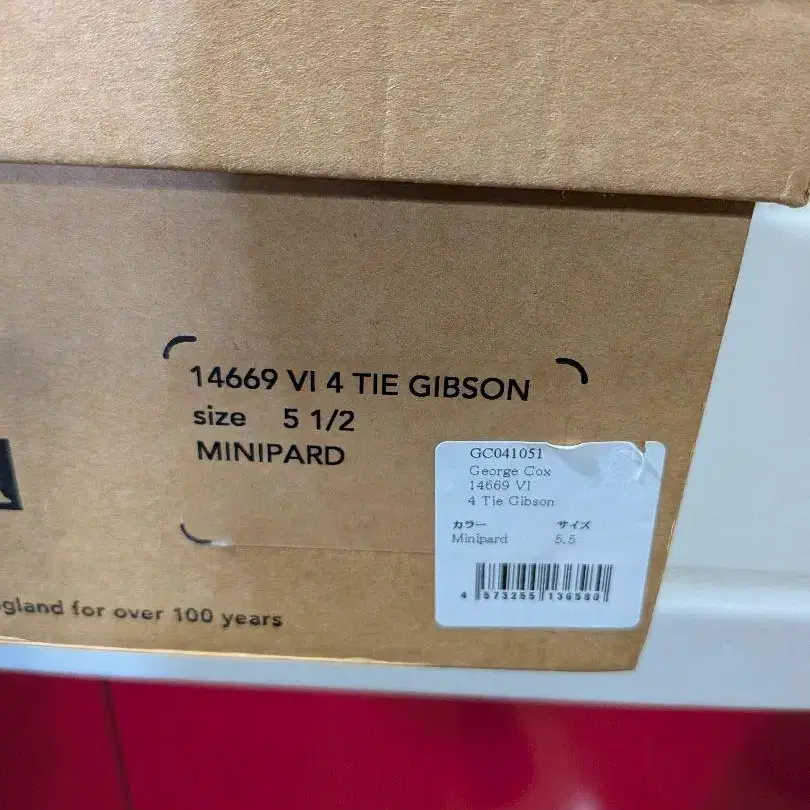 14669 VI 4 TIE GIBSON
size 5 1/2
MINIPARD
GC041051
George Cox
14669 VI
4 Tie Gibson
カラー サイズ
Minipard 5.5
4 573255 136580
gland for over 100 years